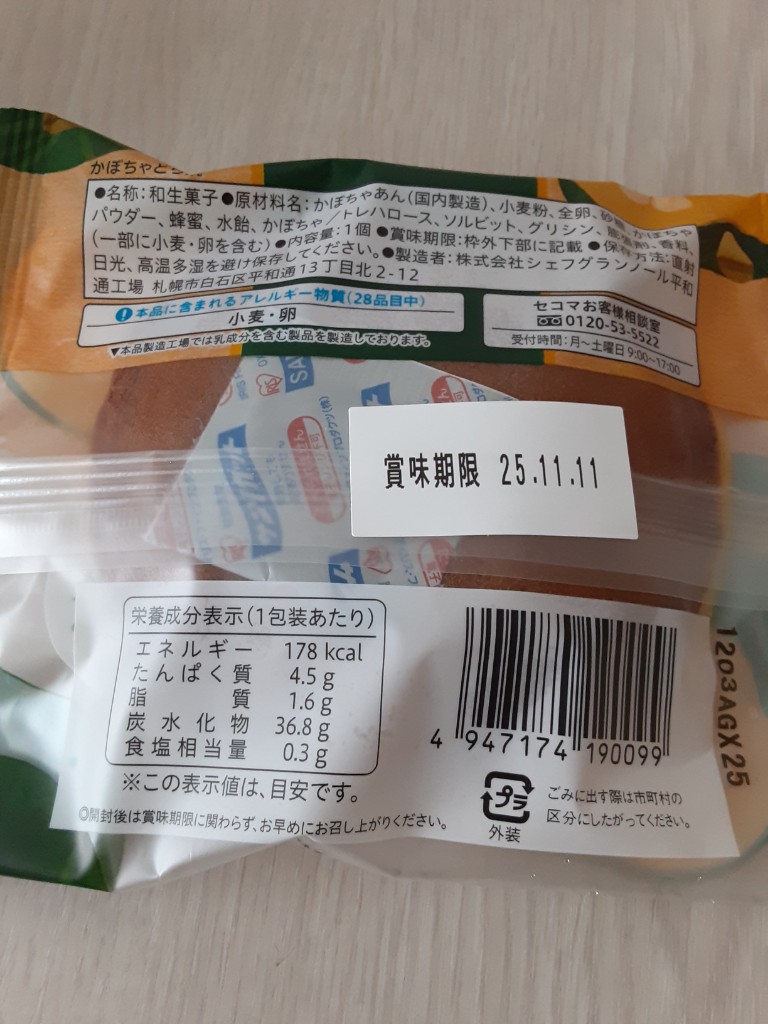 かぼちゃどら
●名称:和生菓子●原材料名:かぼちゃあん(国内製造)、小麦粉、全卵、砂糖、かぼちゃ
パウダー、蜂蜜、水飴、かぼちゃ/トレハロース、ソルビット、グリシン、膨張剤、香料、
(一部に小麦・卵を含む)●内容量:1個●賞味期限:枠外下部に記載●保存方法:直射
日光、高温多湿を避け保存してください。●製造者:株式会社シェフグランノール平和
通工場 札幌市白石区平和通13丁目北2-12
!本品に含まれるアレルギー物質(28品目中)
小麦・卵
▼本品製造工場では乳成分を含む製品を製造しております。
セコマお客様相談室
0120-53-5522
受付時間:月~土曜日9:00~17:00
賞味期限 25.11.11
栄養成分表示(1包装あたり)
エネルギー 178 kcal
たんぱく質 4.5 g
脂質 1.6 g
炭水化物 36.8 g
食塩相当量 0.3 g
※この表示値は、目安です。
◎開封後は賞味期限に関わらず、お早めにお召し上がりください。
4 947174 190099
プラ
外装
ごみに出す際は市町村の
区分にしたがってください。
1203AGX25